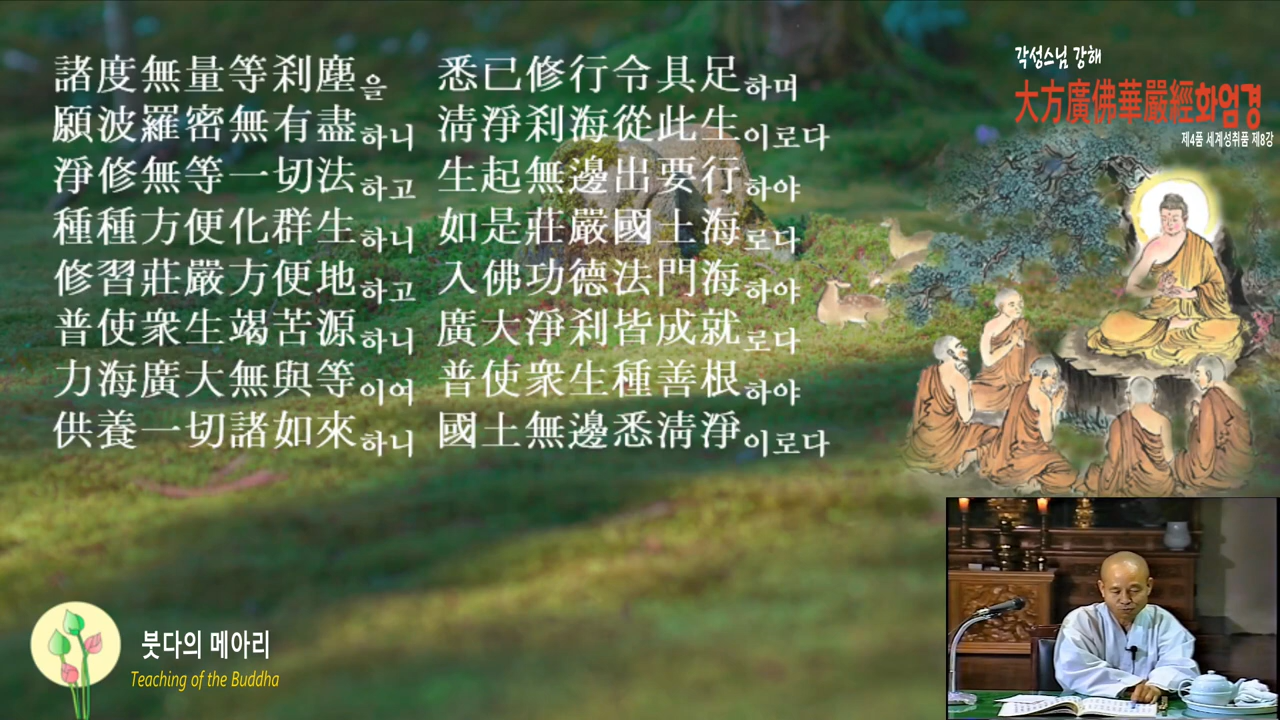 諸度無量等刹塵을 悉已修行令具足하며
願波羅密無有盡하니 淸淨刹海從此生이로다
淨修無等一切法하고 生起無邊出要行하야
種種方便化群生하니 如是莊嚴國土海로다
修習莊嚴方便地하고 入佛功德法門海하야
普使衆生竭苦源하니 廣大淨刹皆成就로다
力海廣大無與等이여 普使衆生種善根하야
供養一切諸如來하니 國土無邊悉淸淨이로다
각성스님 강해
大方廣佛華嚴經화엄경
제4품 세계성취품 제8강
붓다의 메아리
Teaching of the Buddha